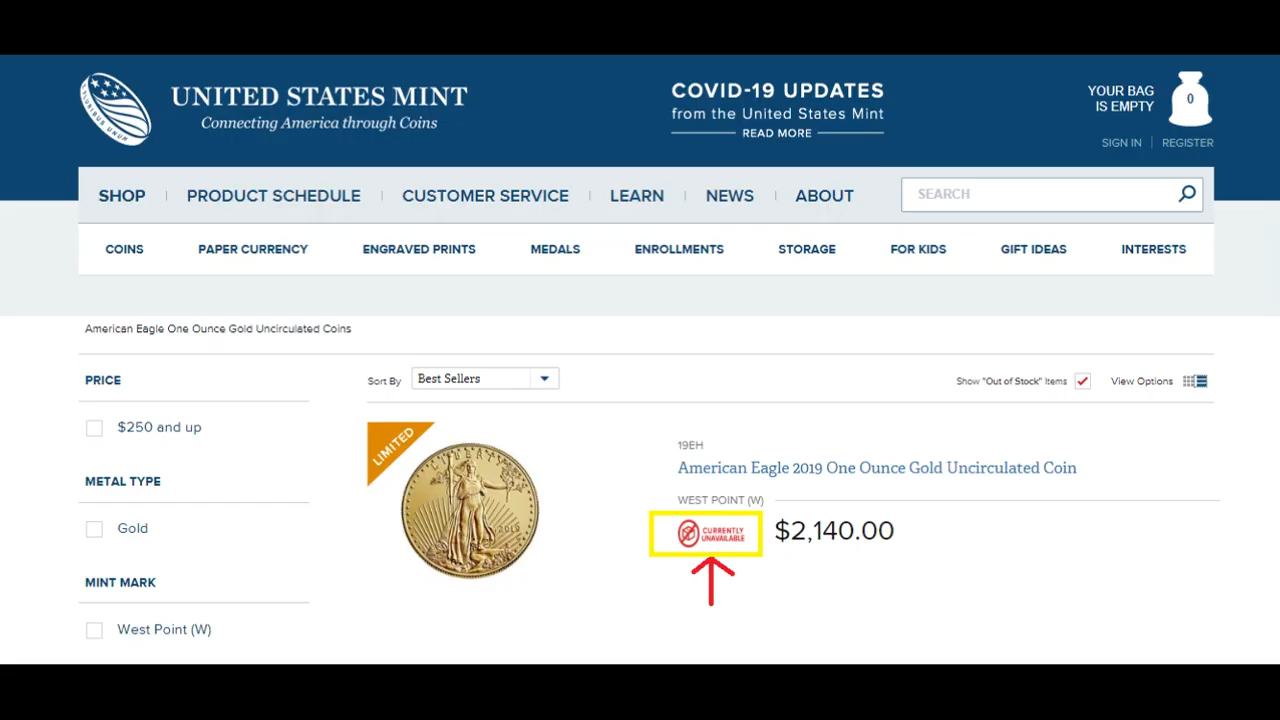 UNITED STATES MINT
Connecting America through Coins
PLURIBUS UNUM
COVID-19 UPDATES
from the United States Mint
READ MORE
YOUR BAG
IS EMPTY
0
SIGN IN
REGISTER
SHOP
PRODUCT SCHEDULE
CUSTOMER SERVICE
LEARN
NEWS
ABOUT
SEARCH
COINS
PAPER CURRENCY
ENGRAVED PRINTS
MEDALS
ENROLLMENTS
STORAGE
FOR KIDS
GIFT IDEAS
INTERESTS
American Eagle One Ounce Gold Uncirculated Coins
PRICE
$250 and up
METAL TYPE
Gold
MINT MARK
West Point (W)
Sort By
Best Sellers
Show "Out of Stock" Items
View Options
LIMITED
LIBERTY
2019
19EH
American Eagle 2019 One Ounce Gold Uncirculated Coin
WEST POINT (W)
CURRENTLY
UNAVAILABLE
$2,140.00